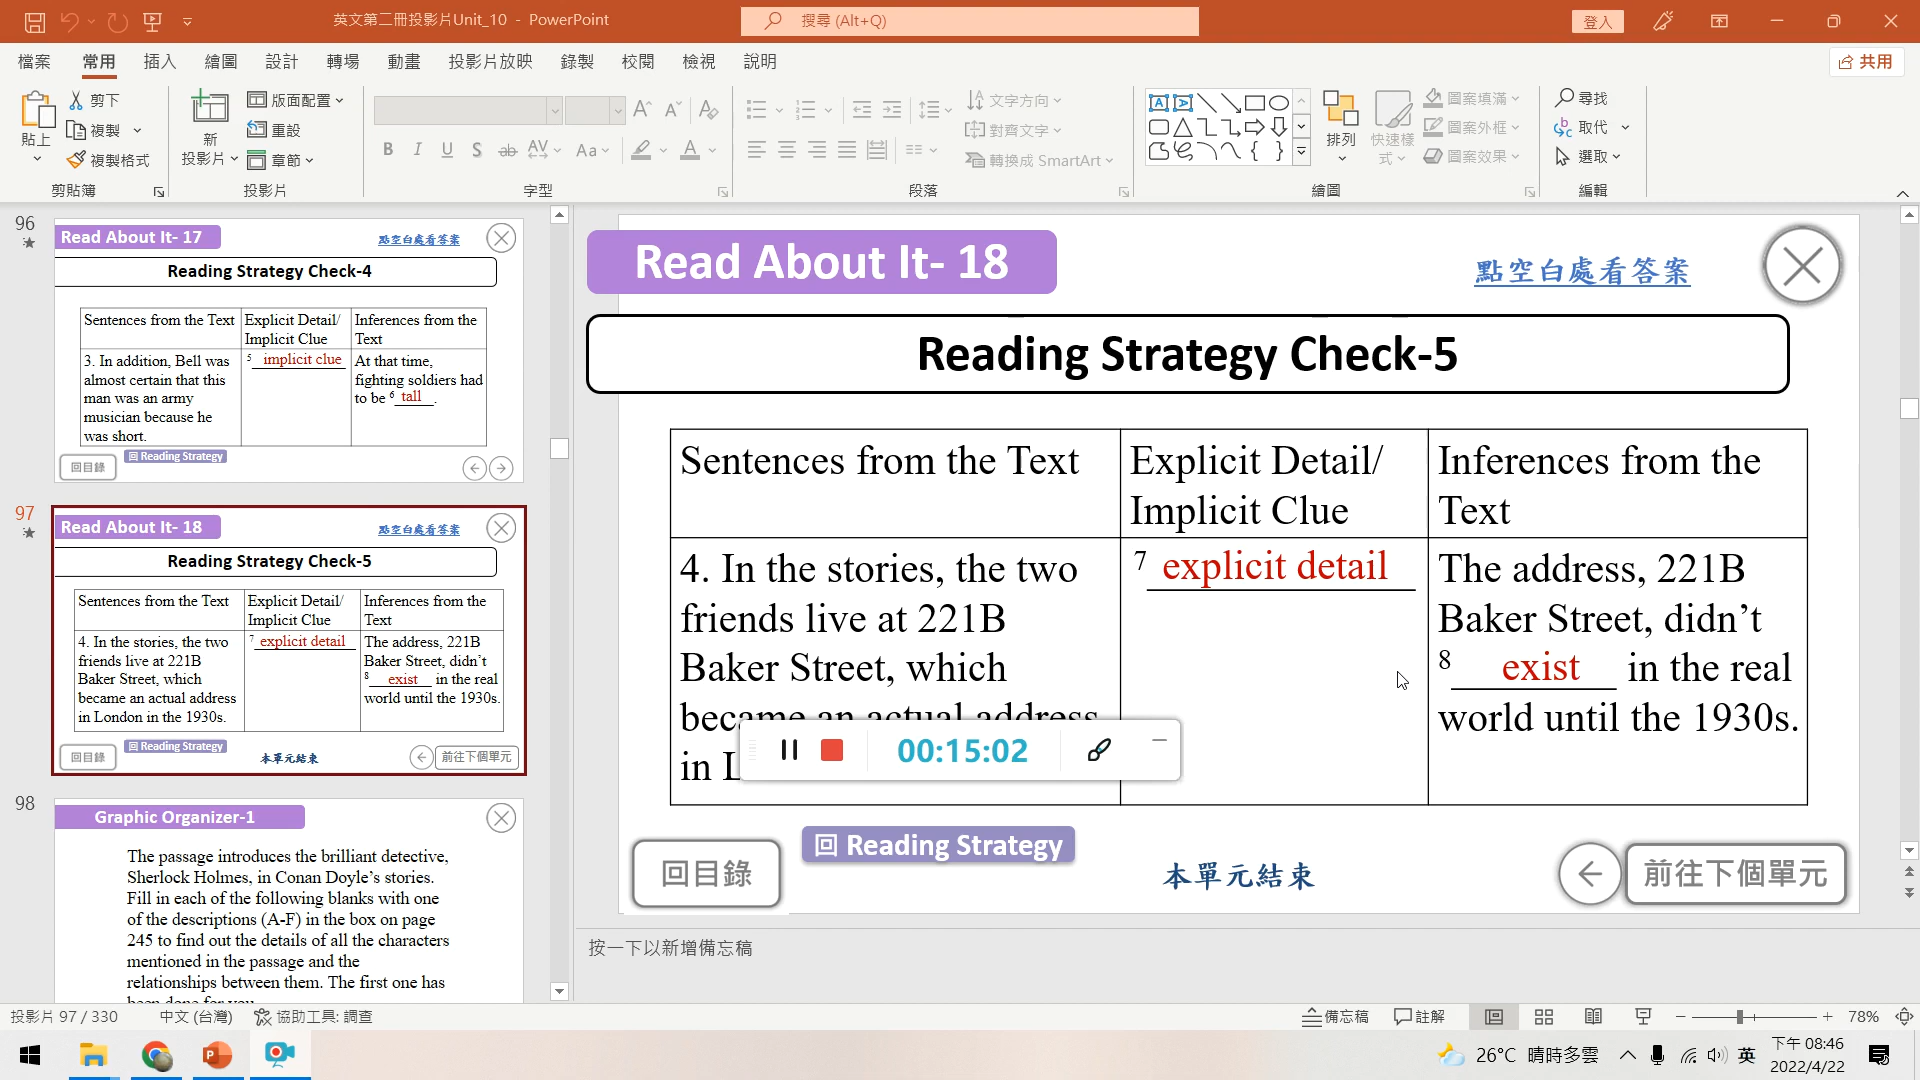 英文第二冊投影片Unit_10 - PowerPoint
搜尋 (Alt+Q)
登入
檔案 常用 插入 繪圖 設計 轉場 動畫 投影片放映 錄製 校閱 檢視 說明
共用
貼上
剪下
複製
複製格式
剪貼簿
新
投影片
版面配置
重設
章節
投影片
字型
文字方向
對齊文字
轉換成 SmartArt
段落
排列
快速樣
式
圖案填滿
圖案外框
圖案效果
繪圖
尋找
取代
選取
編輯
96
Read About It- 17
點空白處看答案
Reading Strategy Check-4
Sentences from the Text
Explicit Detail/
Implicit Clue
Inferences from the
Text
3. In addition, Bell was
almost certain that this
man was an army
musician because he
was short.
5 implicit clue
At that time,
fighting soldiers had
to be 6 tall.
回目錄
回 Reading Strategy
97
Read About It- 18
點空白處看答案
Reading Strategy Check-5
Sentences from the Text
Explicit Detail/
Implicit Clue
Inferences from the
Text
4. In the stories, the two
friends live at 221B
Baker Street, which
became an actual address
in London in the 1930s.
7 explicit detail
The address, 221B
Baker Street, didn't
8 exist in the real
world until the 1930s.
回目錄
回 Reading Strategy
本單元結束
前往下個單元
98
Graphic Organizer-1
The passage introduces the brilliant detective,
Sherlock Holmes, in Conan Doyle's stories.
Fill in each of the following blanks with one
of the descriptions (A-F) in the box on page
245 to find out the details of all the characters
mentioned in the passage and the
relationships between them. The first one has
been done for you.
Read About It- 18
點空白處看答案
Reading Strategy Check-5
Sentences from the Text
Explicit Detail/
Implicit Clue
Inferences from the
Text
4. In the stories, the two
friends live at 221B
Baker Street, which
became an actual address
in L
7 explicit detail
The address, 221B
Baker Street, didn't
8 exist in the real
world until the 1930s.
00:15:02
回目錄
回 Reading Strategy
本單元結束
前往下個單元
按一下以新增備忘稿
投影片 97 / 330
中文 (台灣)
協助工具: 調查
備忘稿
註解
78%
26°C 晴時多雲
英
下午 08:46
2022/4/22